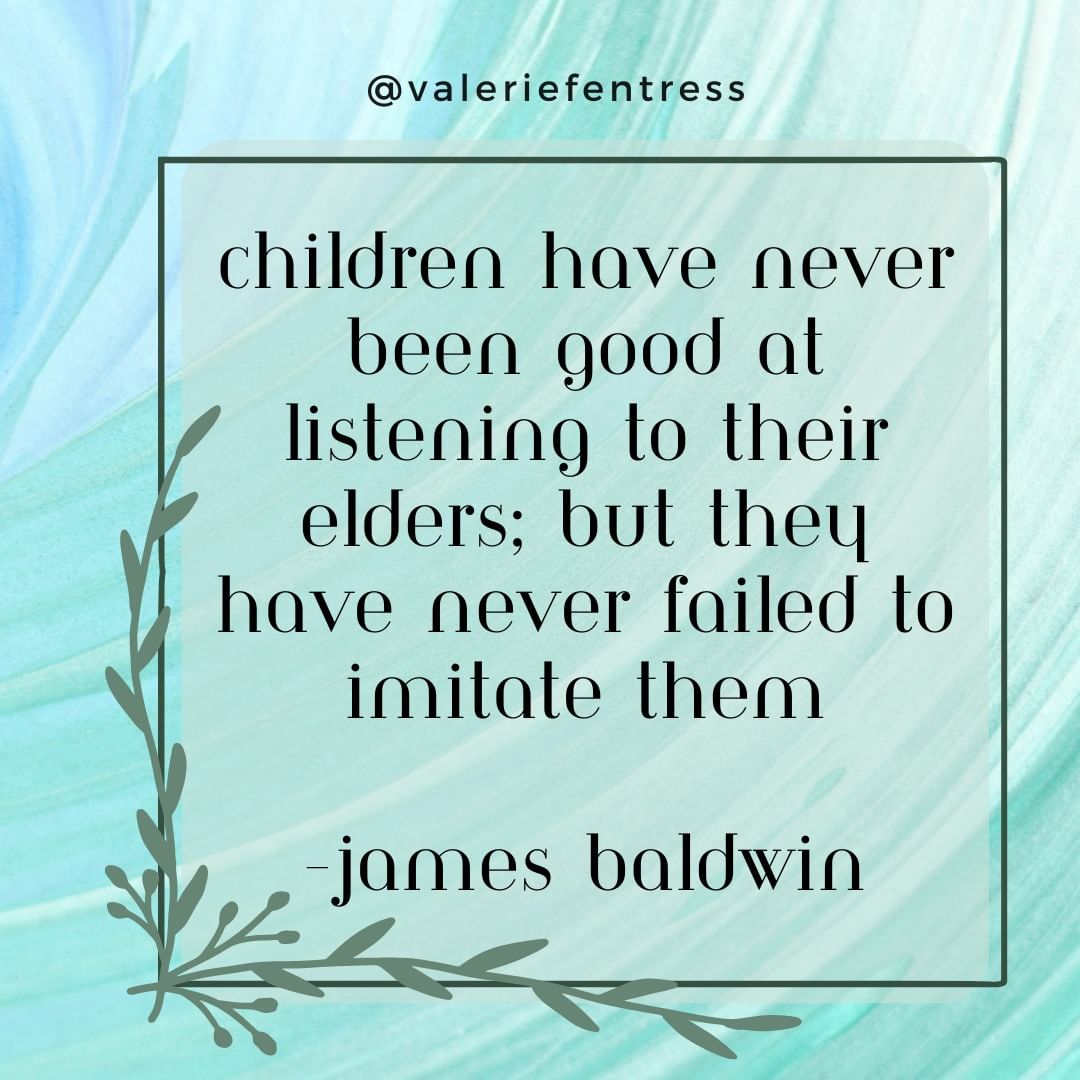 @valeriefentress
children have never
been good at
listening to their
elders; but they
have never failed to
imitate them
-james baldwin